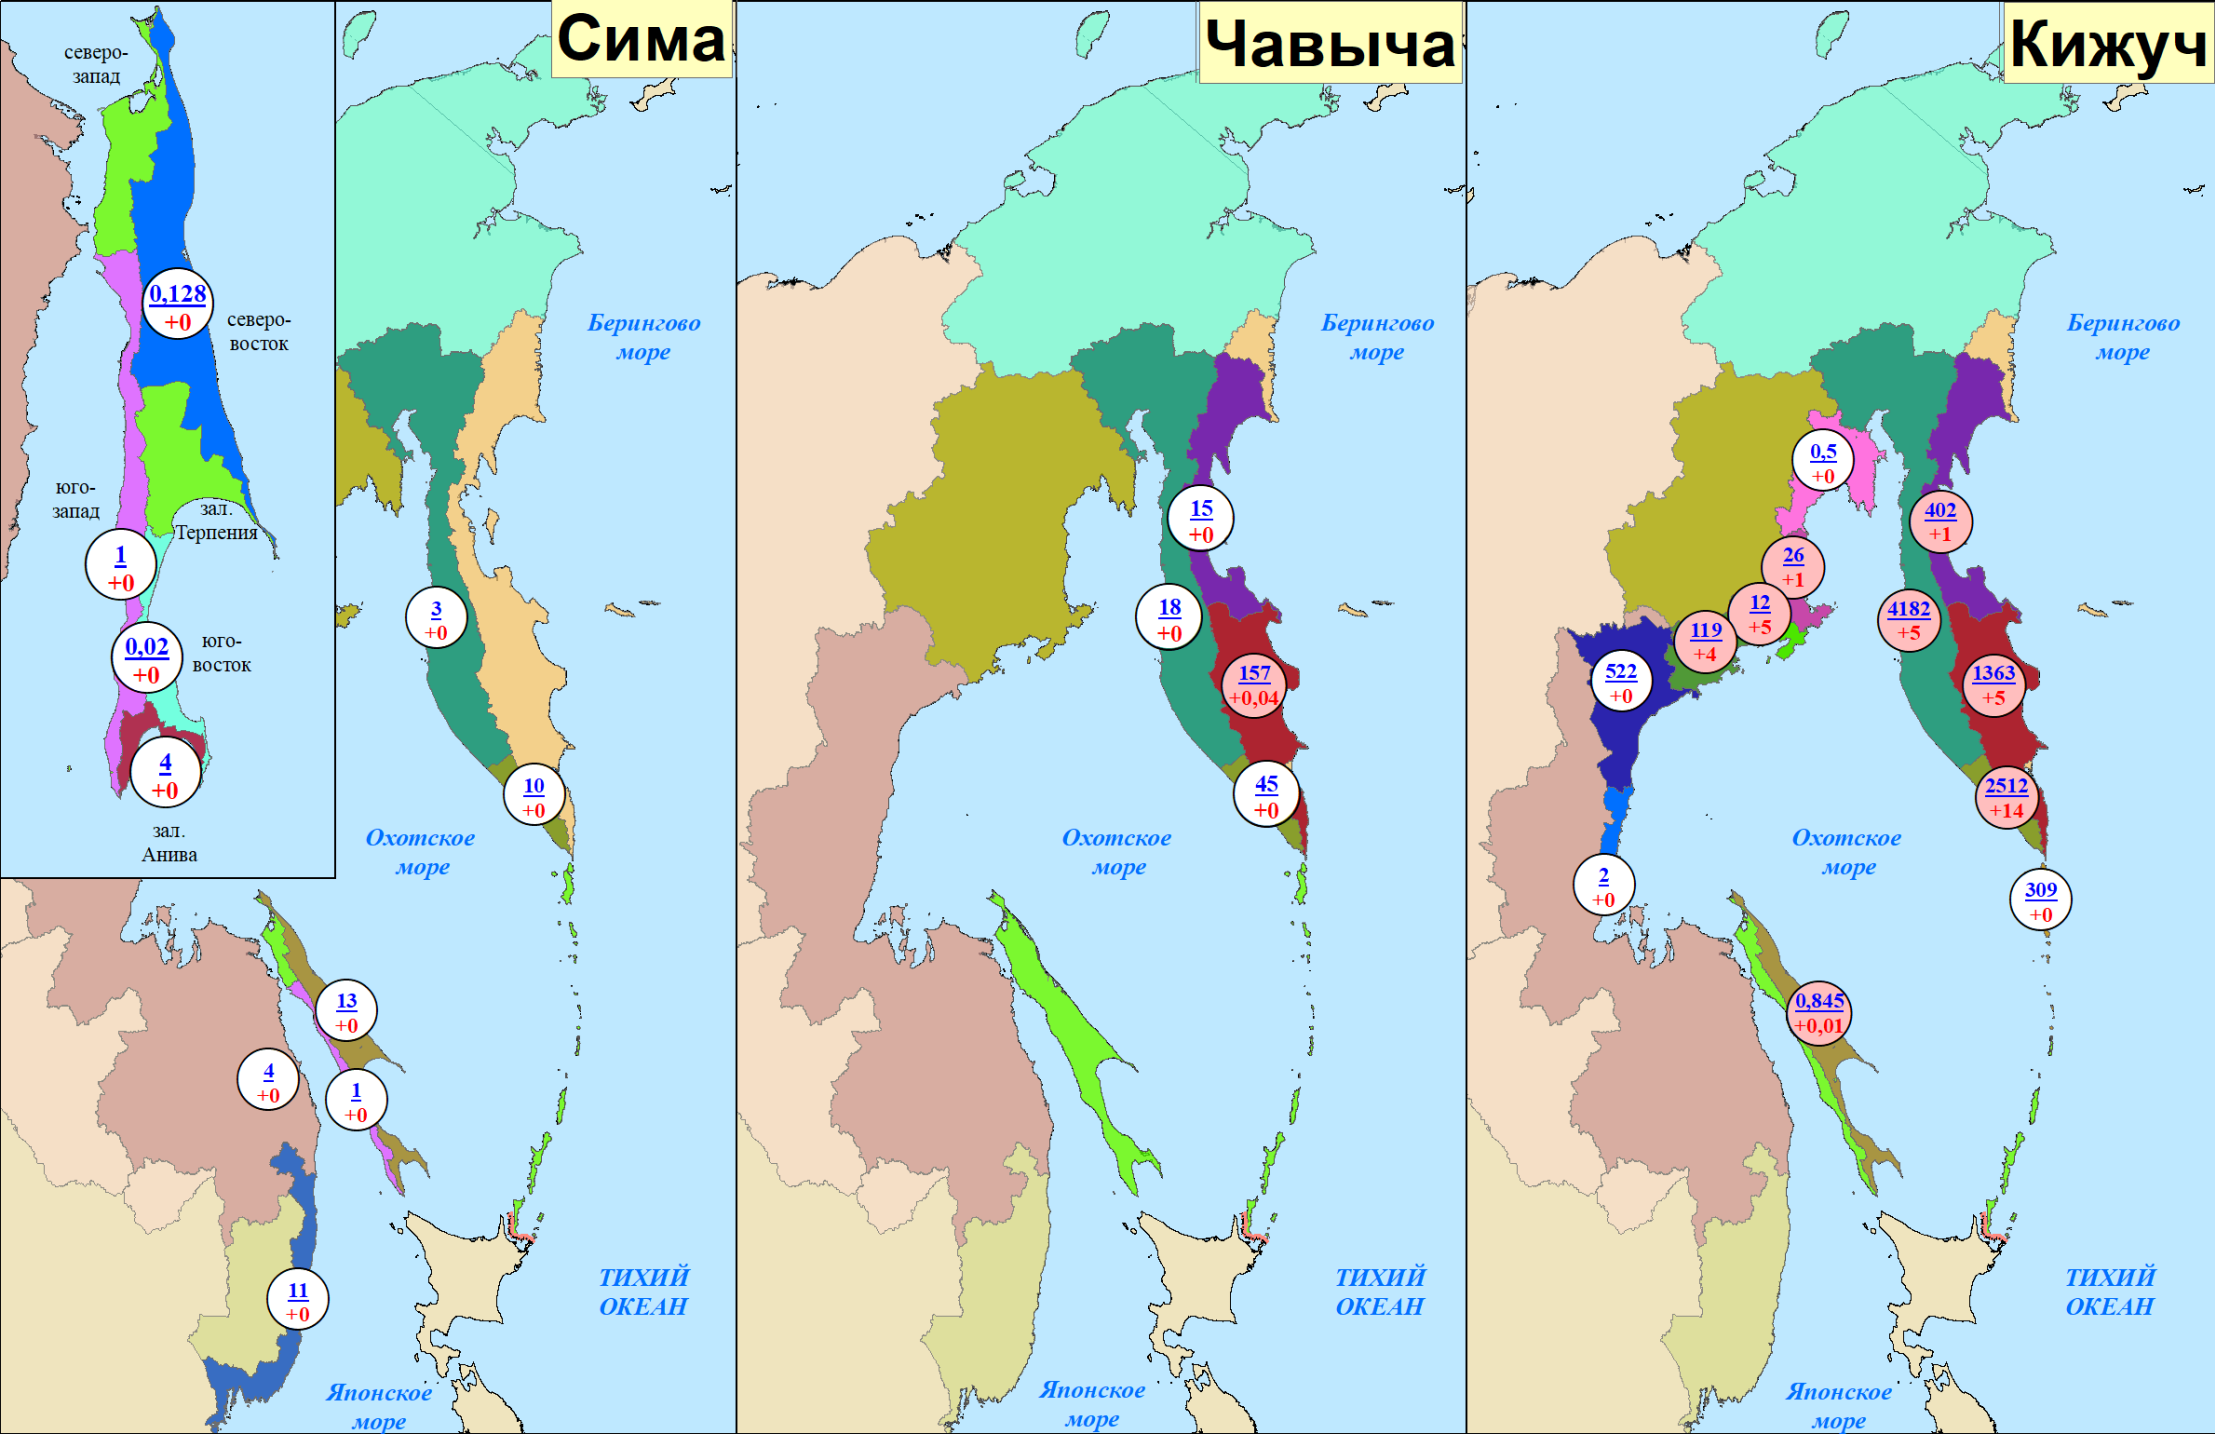 Сима
северо-
запад
0,128
+0
северо-
восток
юго-
запад
зал.
Терпения
1
+0
0,02
+0
юго-
восток
4
+0
зал.
Анива
Берингово
море
3
+0
10
+0
Охотское
море
13
+0
4
+0
1
+0
11
+0
ТИХИЙ
ОКЕАН
Японское
море
Чавыча
Берингово
море
15
+0
18
+0
157
+0,04
45
+0
Охотское
море
ТИХИЙ
ОКЕАН
Японское
море
Кижуч
Берингово
море
0,5
+0
402
+1
26
+1
12
+5
119
+4
4182
+5
522
+0
1363
+5
2512
+14
Охотское
море
2
+0
309
+0
0,845
+0,01
ТИХИЙ
ОКЕАН
Японское
море